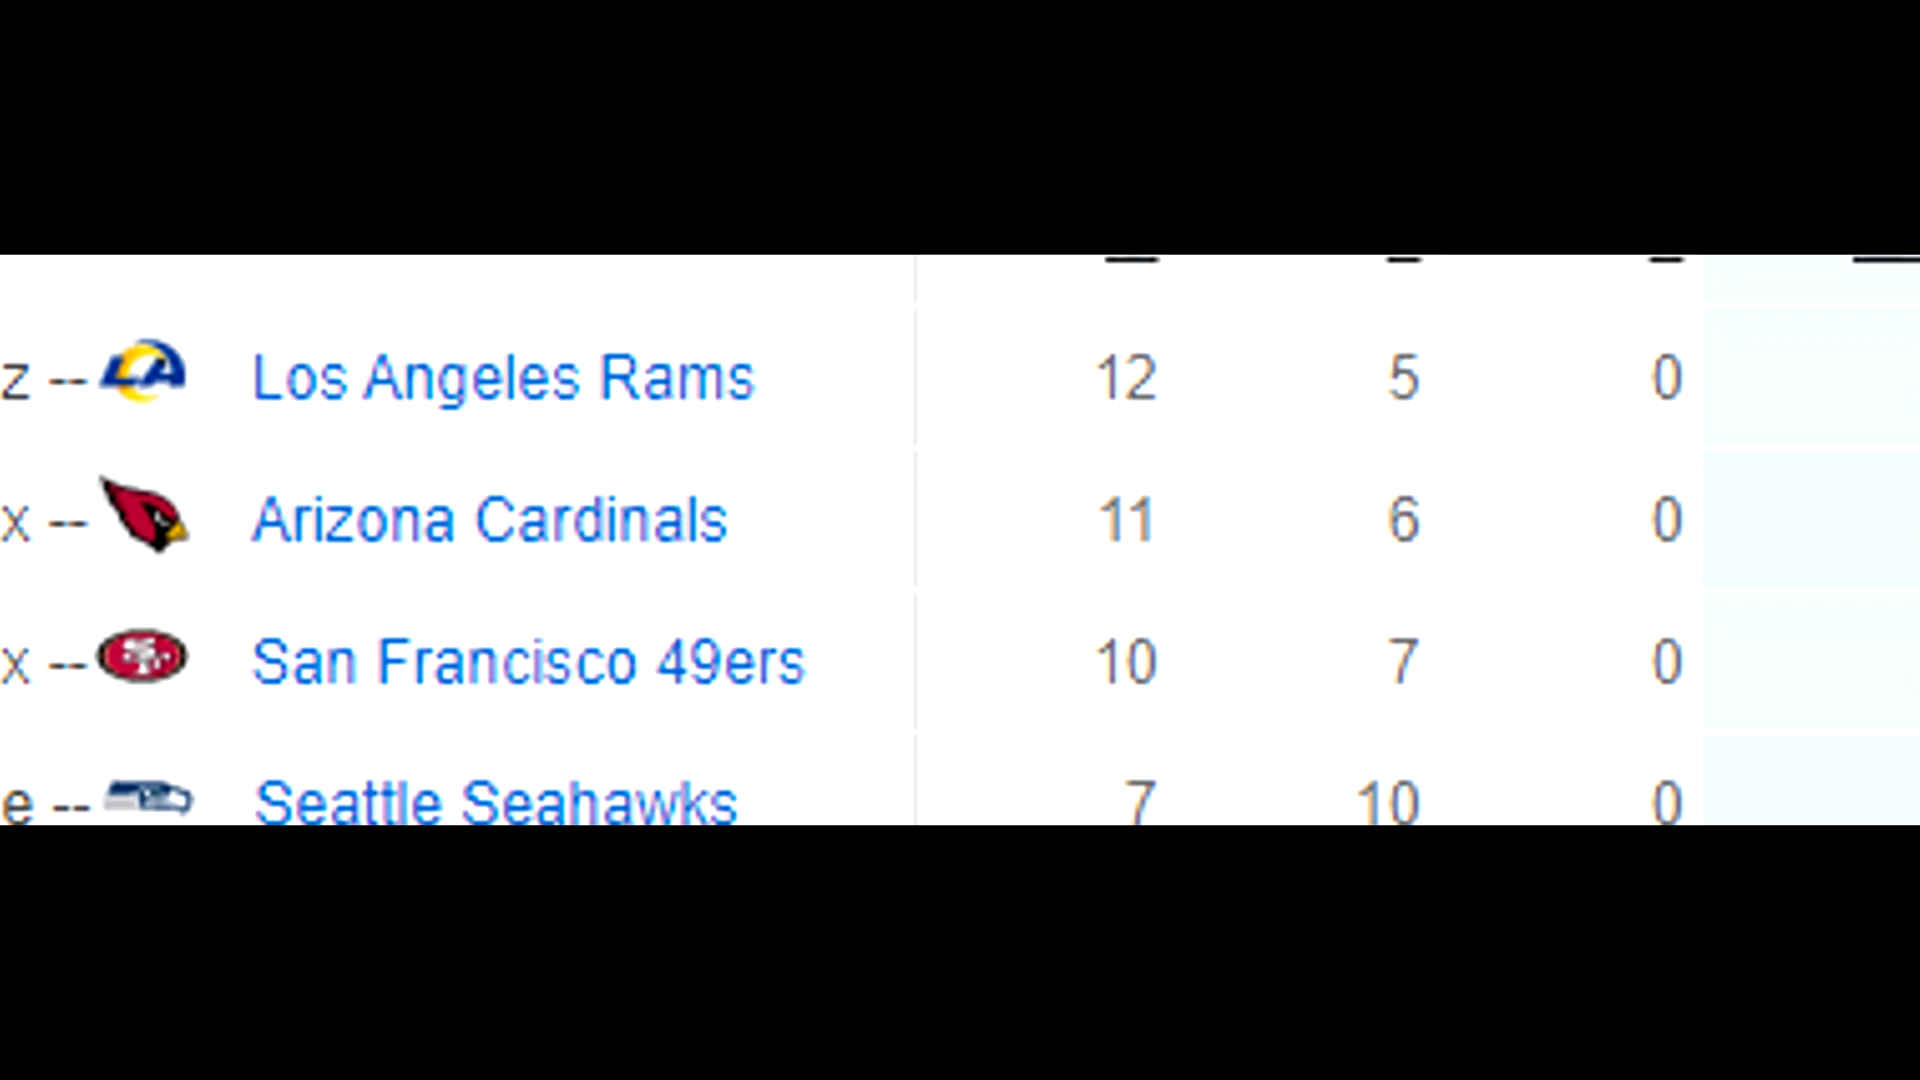 z -- Los Angeles Rams 12 5 0
x -- Arizona Cardinals 11 6 0
x -- San Francisco 49ers 10 7 0
e -- Seattle Seahawks 7 10 0